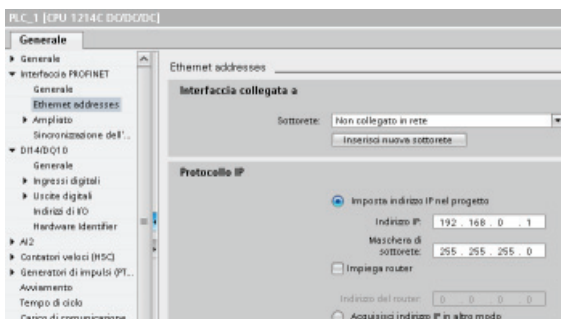 PLC_1 [CPU 1214C DC/DC/DC]
Generale
Generale
Interfaccia PROFINET
Generale
Ethernet addresses
Ampliato
Sincronizzazione dell'...
DI14/DQ10
Generale
Ingressi digitali
Uscite digitali
Indirizzi di I/O
Hardware Identifier
AI2
Contatori veloci (HSC)
Generatori di impulsi (PT...
Avviamento
Tempo di ciclo
Carico di comunicazione
Ethernet addresses
Interfaccia collegata a
Sottorete: Non collegato in rete
Inserisci nuova sottorete
Protocollo IP
Imposta indirizzo IP nel progetto
Indirizzo IP: 192 . 168 . 0 . 1
Maschera di
sottorete: 255 . 255 . 255 . 0
Impiega router
Indirizzo del router: 0 . 0 . 0 . 0
Acquisisci indirizzo IP in altro modo